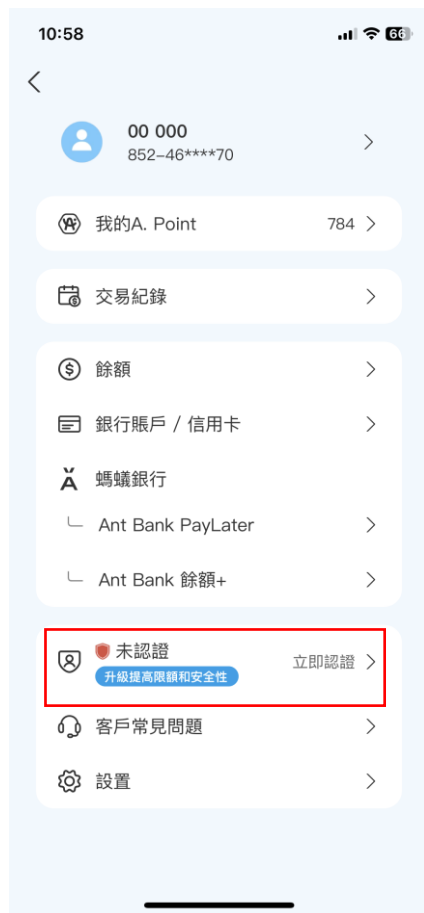 10:58
66
00 000
852-46****70
我的A. Point 784
交易紀錄
餘額
銀行賬戶 / 信用卡
螞蟻銀行
Ant Bank PayLater
Ant Bank 餘額+
未認證
立即認證
升級提高限額和安全性
客戶常見問題
設置